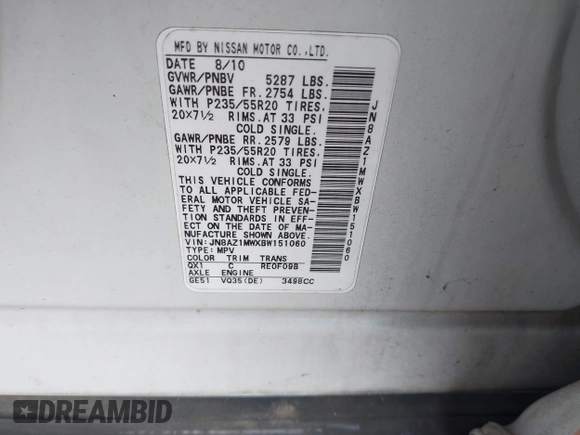 MFD BY NISSAN MOTOR CO.,LTD.
DATE 8/10
GVWR/PNBV 5287 LBS.
GAWR/PNBE FR. 2754 LBS.
WITH P235/55R20 TIRES,
20×7½ RIMS.AT 33 PSI
COLD SINGLE.
GAWR/PNBE RR. 2579 LBS.
WITH P235/55R20 TIRES,
20×7½ RIMS.AT 33 PSI
COLD SINGLE.
THIS VEHICLE CONFORMS
TO ALL APPLICABLE FED-
ERAL MOTOR VEHICLE SA-
FETY AND THEFT PREVEN-
TION STANDARDS IN EFF-
ECT ON THE DATE OF MA-
NUFACTURE SHOWN ABOVE.
VIN:JN8AZ1MWXBW151060
TYPE:MPV
COLOR TRIM TRANS
QX1 C RE0F09B
AXLE ENGINE
GE51 VQ35(DE) 3498CC
JN8AZ1MWXBW151060
DREAMBID